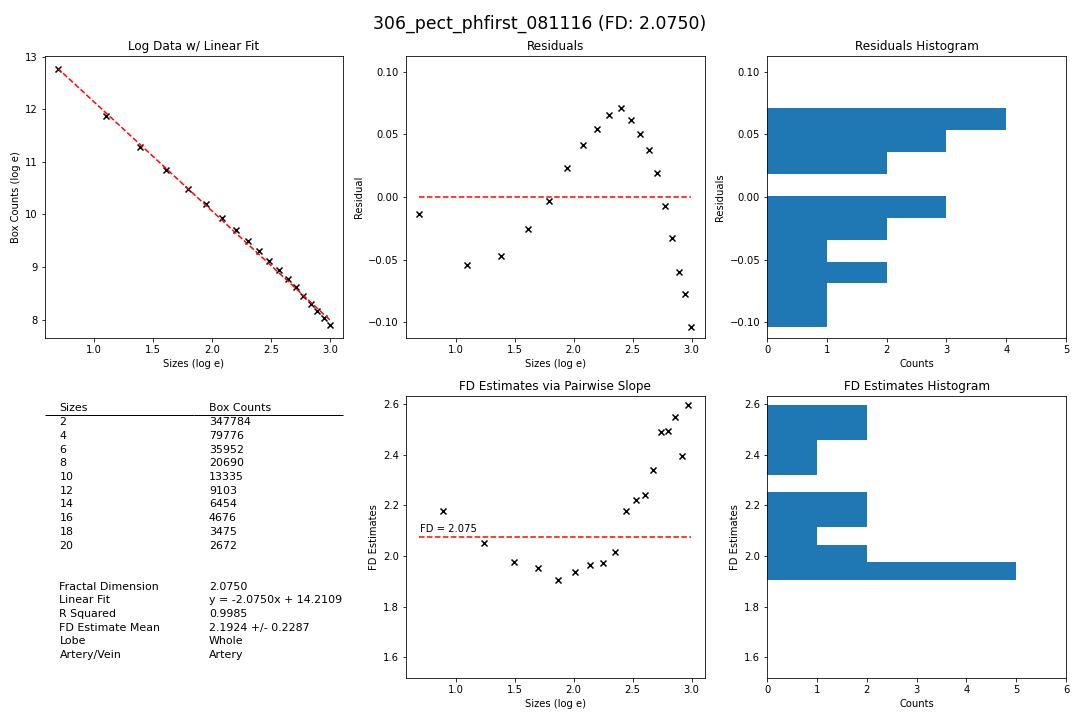 306_pect_phfirst_081116 (FD: 2.0750)
Log Data w/ Linear Fit
Box Counts (log e)
13
12
11
10
9
8
1.0 1.5 2.0 2.5 3.0
Sizes (log e)
Residuals
Residual
0.10
0.05
0.00
−0.05
−0.10
1.0 1.5 2.0 2.5 3.0
Sizes (log e)
Residuals Histogram
Residuals
0.10
0.05
0.00
−0.05
−0.10
0 1 2 3 4 5
Counts
Sizes Box Counts
2 347784
4 79776
6 35952
8 20690
10 13335
12 9103
14 6454
16 4676
18 3475
20 2672
Fractal Dimension 2.0750
Linear Fit y = -2.0750x + 14.2109
R Squared 0.9985
FD Estimate Mean 2.1924 +/- 0.2287
Lobe Whole
Artery/Vein Artery
FD Estimates via Pairwise Slope
FD Estimates
2.6
2.4
2.2
2.0
1.8
1.6
FD = 2.075
1.0 1.5 2.0 2.5 3.0
Sizes (log e)
FD Estimates Histogram
FD Estimates
2.6
2.4
2.2
2.0
1.8
1.6
0 1 2 3 4 5 6
Counts